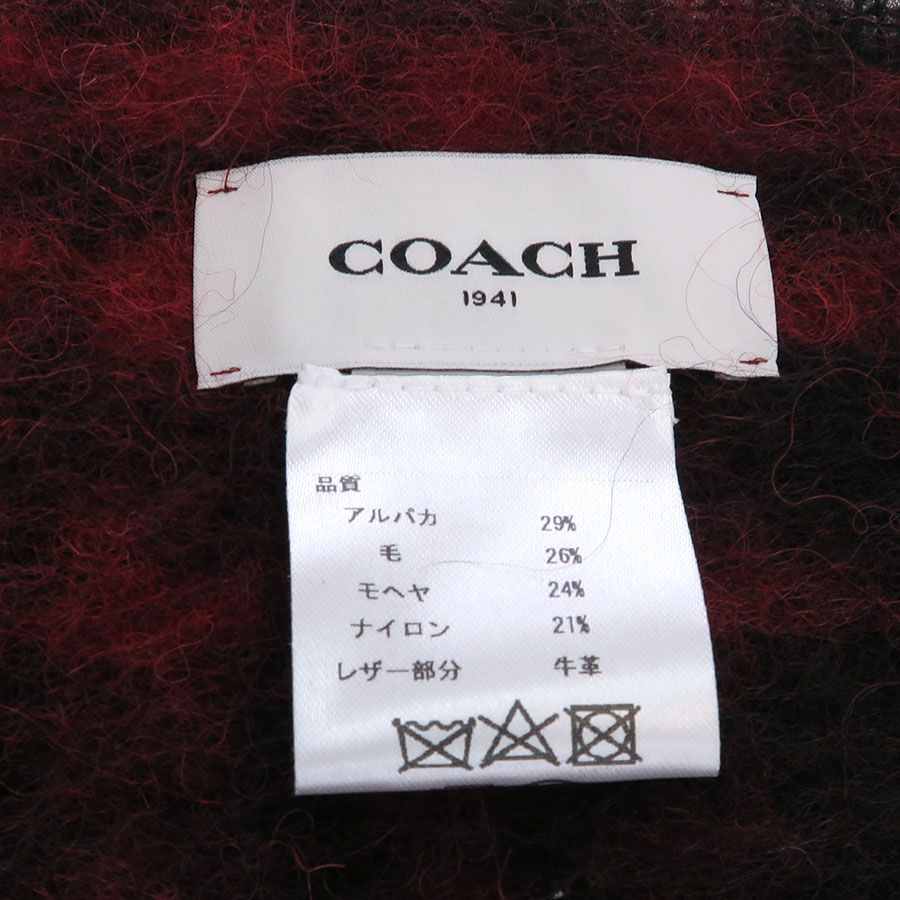 COACH
1941
品質
アルパカ 29%
毛 26%
モヘヤ 24%
ナイロン 21%
レザー部分 牛革